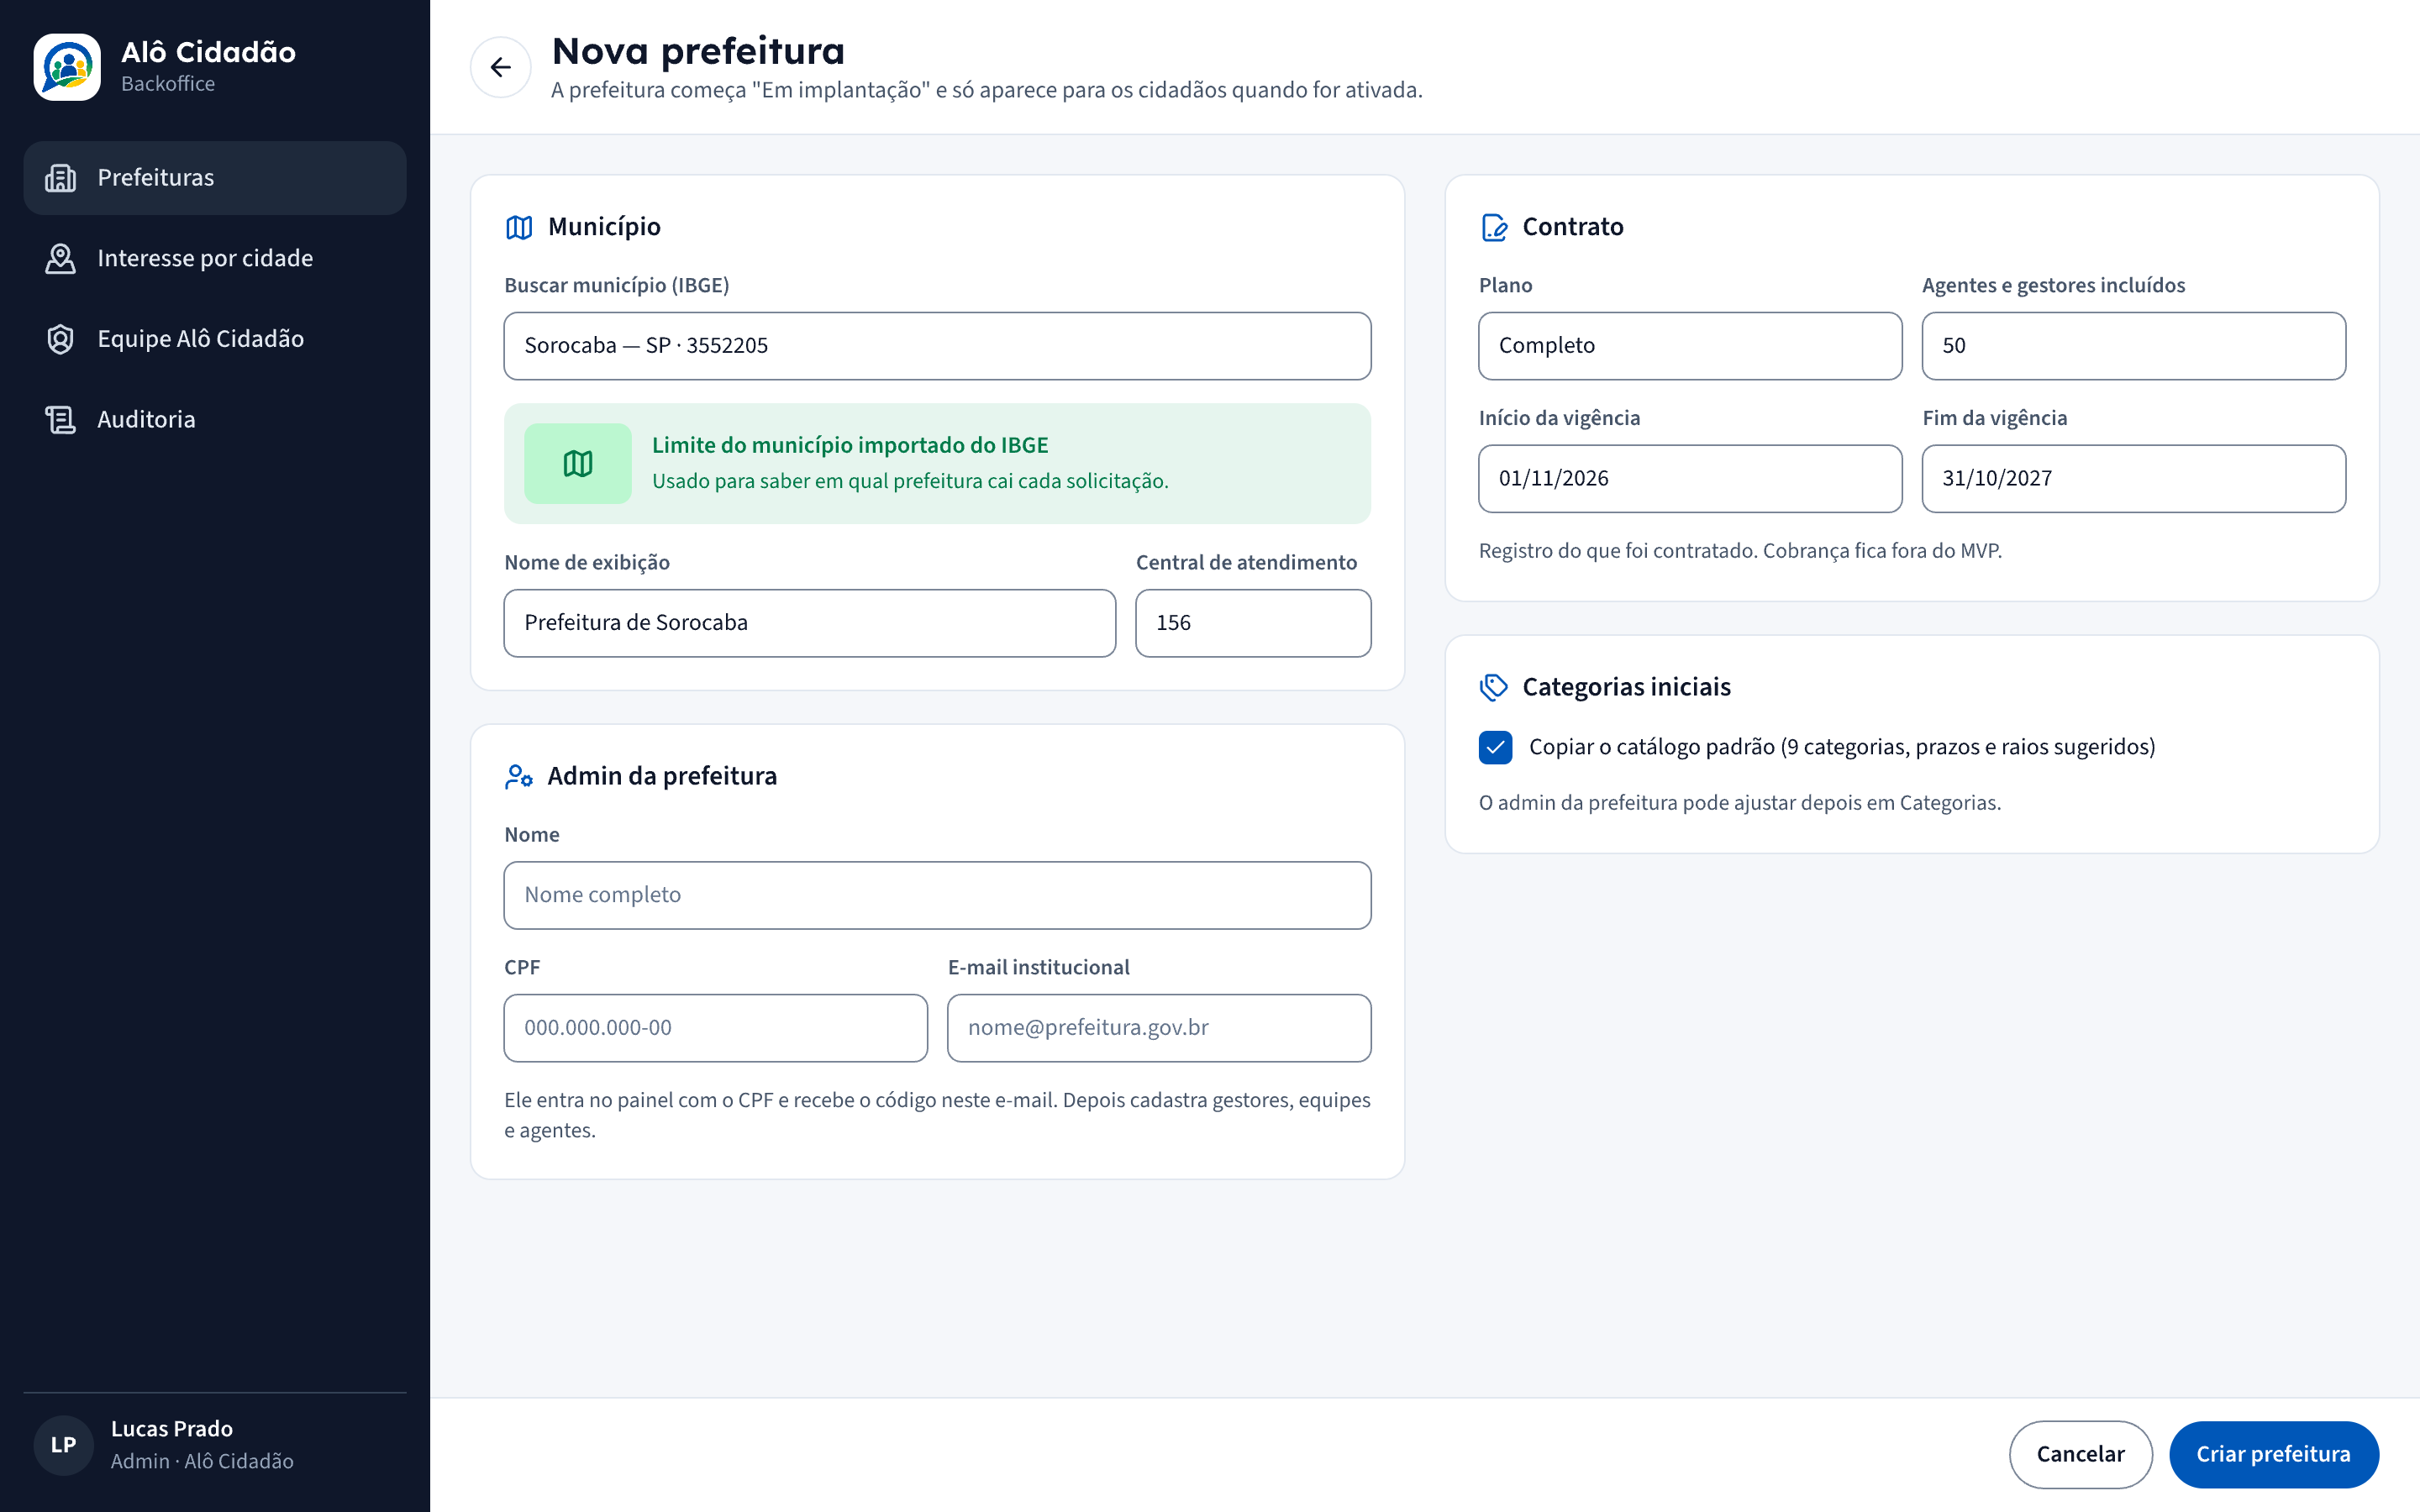 Alô Cidadão
Backoffice
Prefeituras
Interesse por cidade
Equipe Alô Cidadão
Auditoria
LP
Lucas Prado
Admin · Alô Cidadão
Nova prefeitura
A prefeitura começa "Em implantação" e só aparece para os cidadãos quando for ativada.
Município
Buscar município (IBGE)
Sorocaba — SP · 3552205
Limite do município importado do IBGE
Usado para saber em qual prefeitura cai cada solicitação.
Nome de exibição
Central de atendimento
Prefeitura de Sorocaba
156
Admin da prefeitura
Nome
Nome completo
CPF
E-mail institucional
000.000.000-00
nome@prefeitura.gov.br
Ele entra no painel com o CPF e recebe o código neste e-mail. Depois cadastra gestores, equipes
e agentes.
Contrato
Plano
Agentes e gestores incluídos
Completo
50
Início da vigência
Fim da vigência
01/11/2026
31/10/2027
Registro do que foi contratado. Cobrança fica fora do MVP.
Categorias iniciais
Copiar o catálogo padrão (9 categorias, prazos e raios sugeridos)
O admin da prefeitura pode ajustar depois em Categorias.
Cancelar
Criar prefeitura